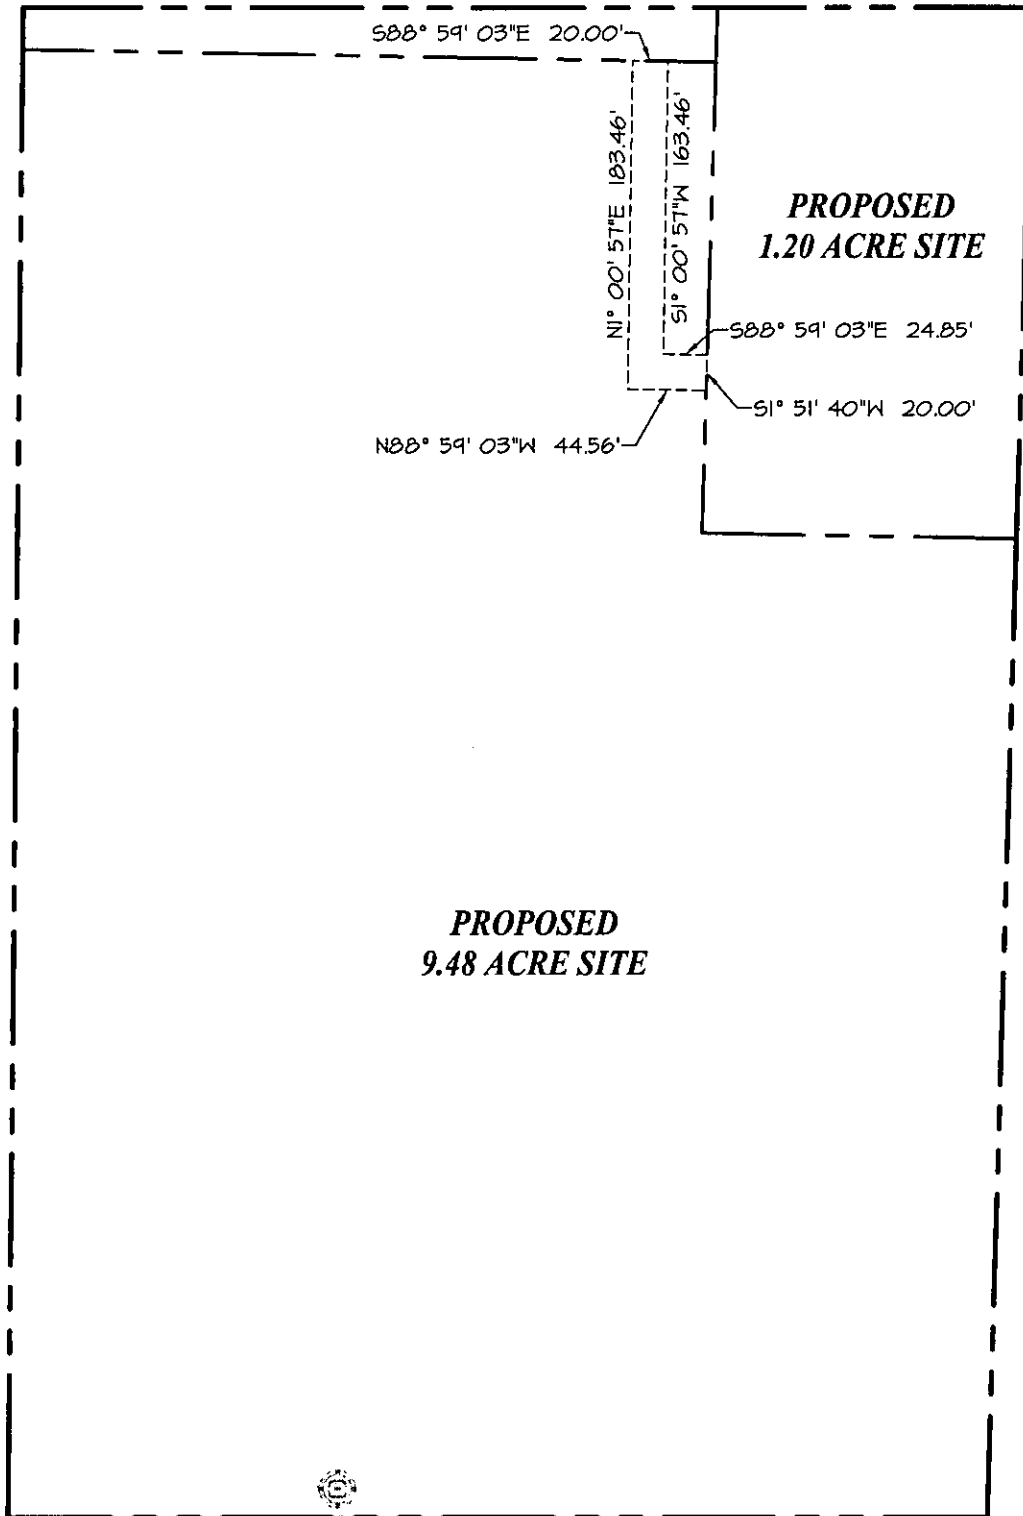 S88° 59' 03"E 20.00'
N1° 00' 57"E 183.46'
S1° 00' 57"W 163.46'
PROPOSED
1.20 ACRE SITE
S88° 59' 03"E 24.85'
S1° 51' 40"W 20.00'
N88° 59' 03"W 44.56'
PROPOSED
9.48 ACRE SITE